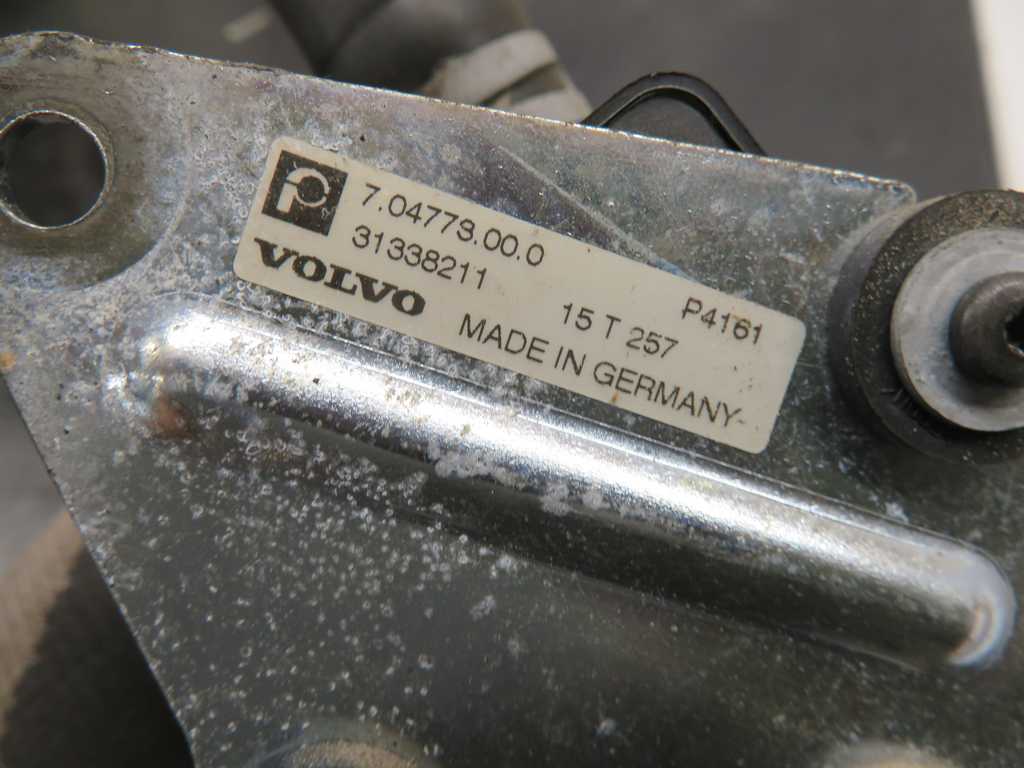 7.04773.00.0
31338211
VOLVO
15 T 257
P4161
MADE IN GERMANY